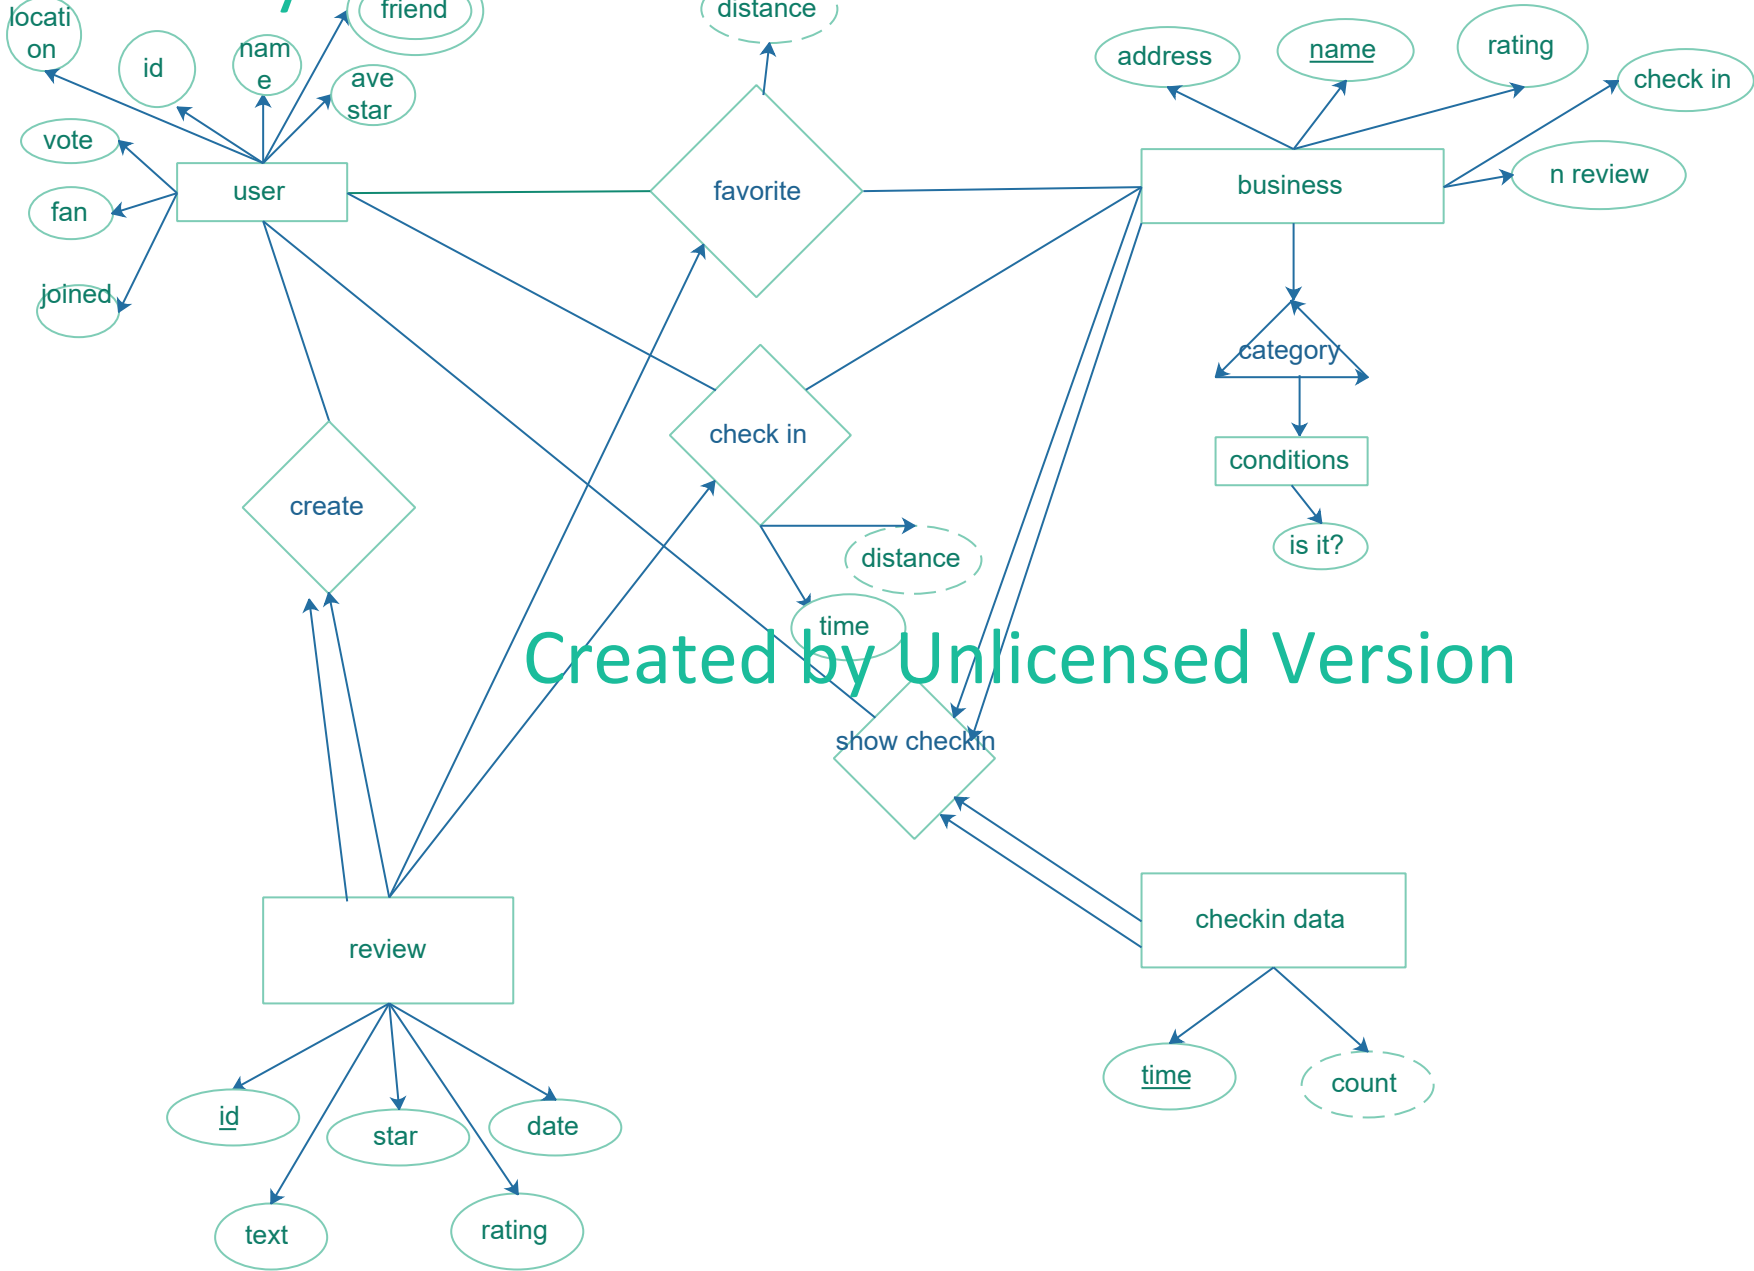 locati
on
id
nam
e
friend
ave
star
distance
address
name
rating
check in
vote
fan
joined
user
favorite
business
n review
category
check in
conditions
is it?
create
distance
time
Created by Unlicensed Version
show checkin
checkin data
review
time
count
id
star
date
text
rating